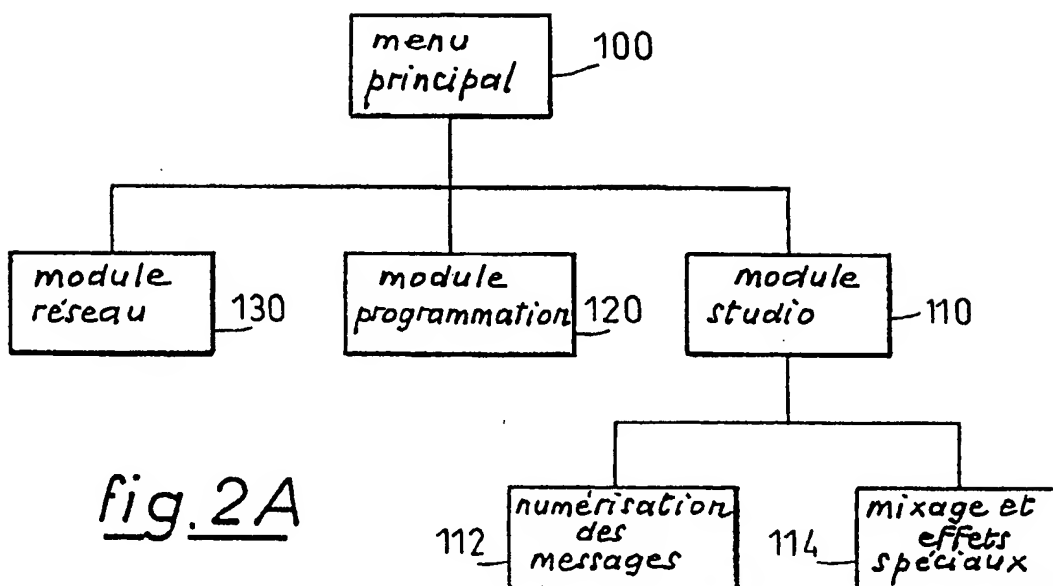 menu
principal
100
module
réseau
130
module
programmation
120
module
studio
110
fig. 2A
numérisation
des
messages
112
mixage et
effets
spéciaux
114